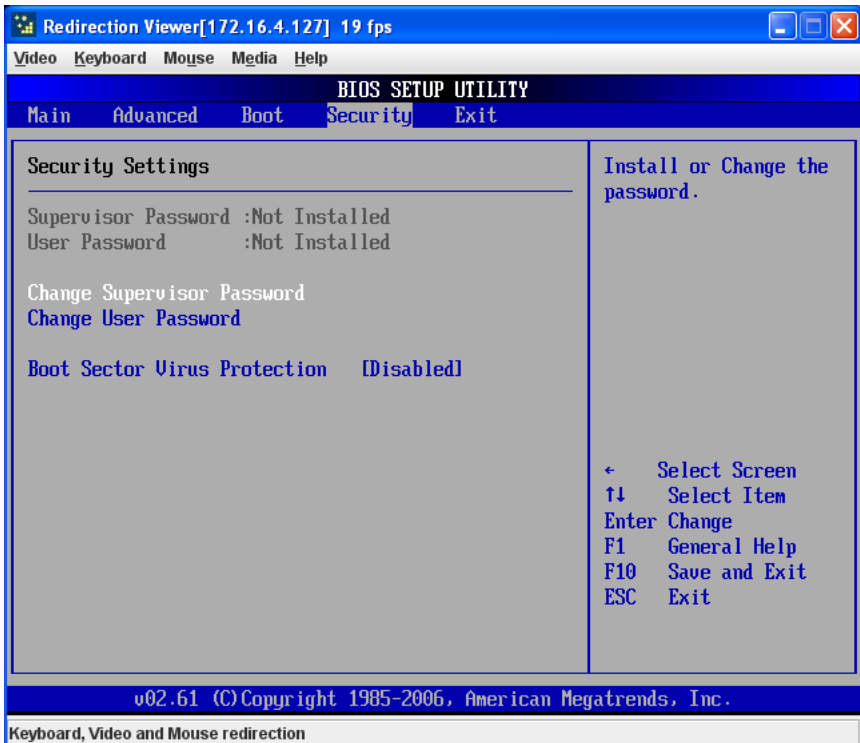 Redirection Viewer[172.16.4.127] 19 fps
Video Keyboard Mouse Media Help
BIOS SETUP UTILITY
Main Advanced Boot Security Exit
Security Settings
Supervisor Password :Not Installed
User Password :Not Installed
Change Supervisor Password
Change User Password
Boot Sector Virus Protection [Disabled]
Install or Change the
password.
← Select Screen
↑↓ Select Item
Enter Change
F1 General Help
F10 Save and Exit
ESC Exit
v02.61 (C)Copyright 1985-2006, American Megatrends, Inc.
Keyboard, Video and Mouse redirection